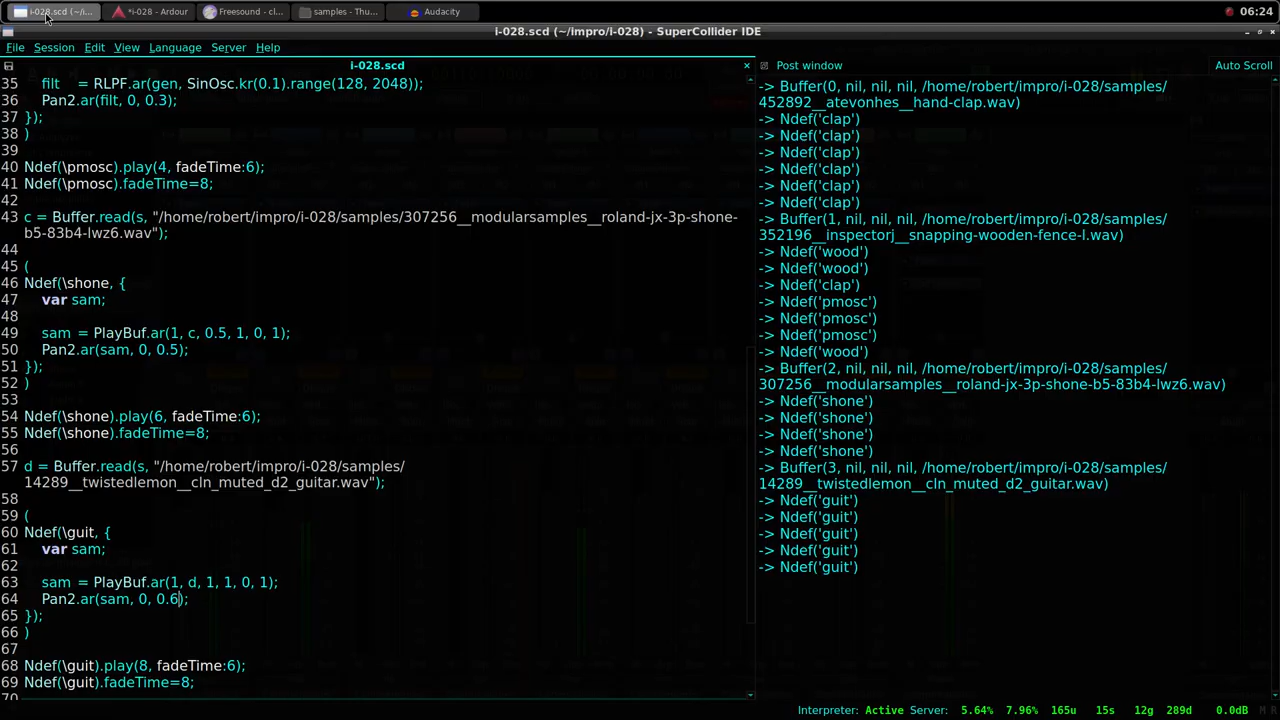 i-028.scd (~/i...
*i-028 - Ardour
Freesound - cl...
samples - Thu...
Audacity
06:24
i-028.scd (~/impro/i-028) - SuperCollider IDE
File Session Edit View Language Server Help
i-028.scd
35 filt = RLPF.ar(gen, SinOsc.kr(0.1).range(128, 2048));
36 Pan2.ar(filt, 0, 0.3);
37 });
38 )
39
40 Ndef(\pmosc).play(4, fadeTime:6);
41 Ndef(\pmosc).fadeTime=8;
42
43 c = Buffer.read(s, "/home/robert/impro/i-028/samples/307256__modularsamples__roland-jx-3p-shone-
b5-83b4-lwz6.wav");
44
45 (
46 Ndef(\shone, {
47 var sam;
48
49 sam = PlayBuf.ar(1, c, 0.5, 1, 0, 1);
50 Pan2.ar(sam, 0, 0.5);
51 });
52 )
53
54 Ndef(\shone).play(6, fadeTime:6);
55 Ndef(\shone).fadeTime=8;
56
57 d = Buffer.read(s, "/home/robert/impro/i-028/samples/
14289__twistedlemon__cln_muted_d2_guitar.wav");
58
59 (
60 Ndef(\guit, {
61 var sam;
62
63 sam = PlayBuf.ar(1, d, 1, 1, 0, 1);
64 Pan2.ar(sam, 0, 0.6);
65 });
66 )
67
68 Ndef(\guit).play(8, fadeTime:6);
69 Ndef(\guit).fadeTime=8;
70
Post window
Auto Scroll
-> Buffer(0, nil, nil, nil, /home/robert/impro/i-028/samples/
452892__atevonhes__hand-clap.wav)
-> Ndef('clap')
-> Ndef('clap')
-> Ndef('clap')
-> Ndef('clap')
-> Ndef('clap')
-> Ndef('clap')
-> Buffer(1, nil, nil, nil, /home/robert/impro/i-028/samples/
352196__inspectorj__snapping-wooden-fence-l.wav)
-> Ndef('wood')
-> Ndef('wood')
-> Ndef('clap')
-> Ndef('pmosc')
-> Ndef('pmosc')
-> Ndef('pmosc')
-> Ndef('wood')
-> Buffer(2, nil, nil, nil, /home/robert/impro/i-028/samples/
307256__modularsamples__roland-jx-3p-shone-b5-83b4-lwz6.wav)
-> Ndef('shone')
-> Ndef('shone')
-> Ndef('shone')
-> Ndef('shone')
-> Buffer(3, nil, nil, nil, /home/robert/impro/i-028/samples/
14289__twistedlemon__cln_muted_d2_guitar.wav)
-> Ndef('guit')
-> Ndef('guit')
-> Ndef('guit')
-> Ndef('guit')
-> Ndef('guit')
Interpreter: Active Server: 5.64% 7.96% 165u 15s 12g 289d 0.0dB M R